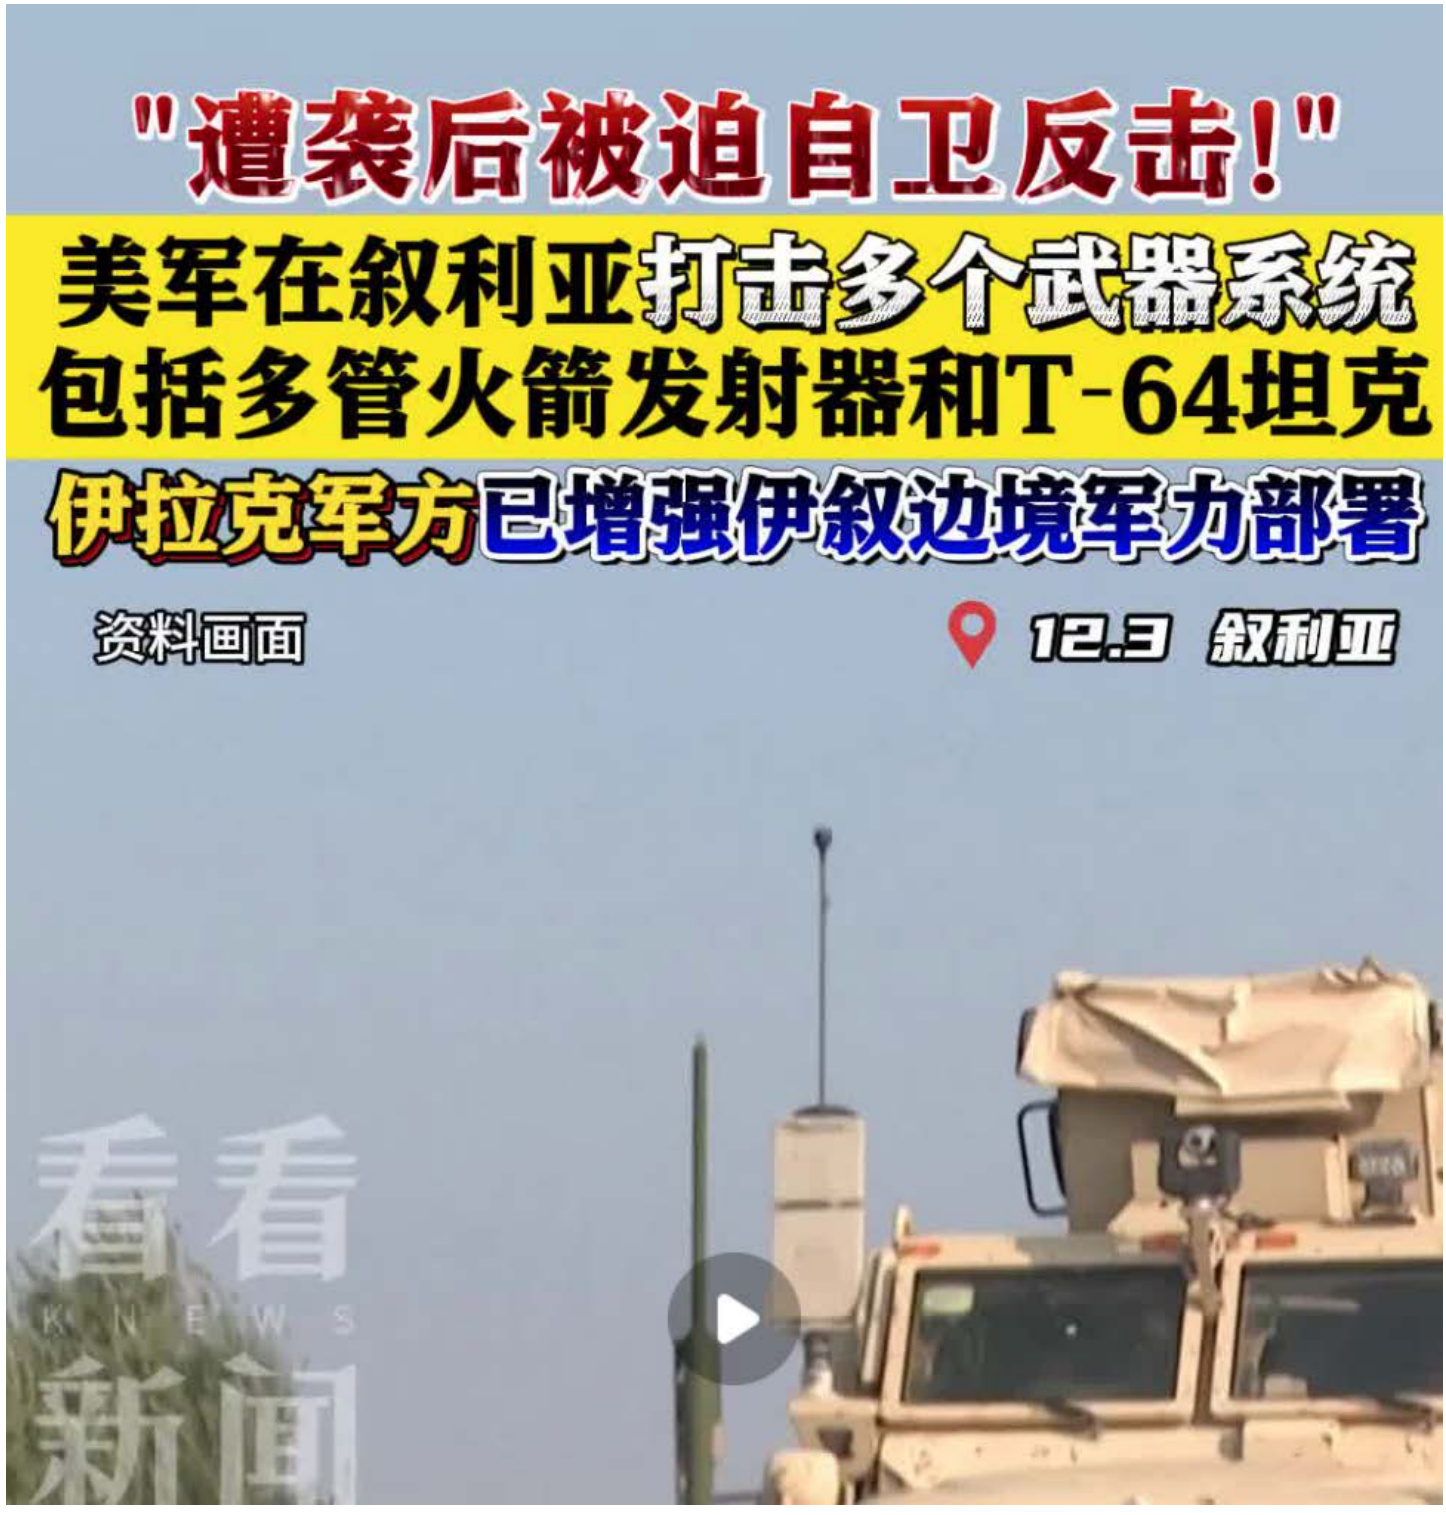 "遭袭后被迫自卫反击!"
美军在叙利亚打击多个武器系统
包括多管火箭发射器和T-64坦克
伊拉克军方已增强伊叙边境军力部署
资料画面
12.3 叙利亚
看看
KNEWS
新闻